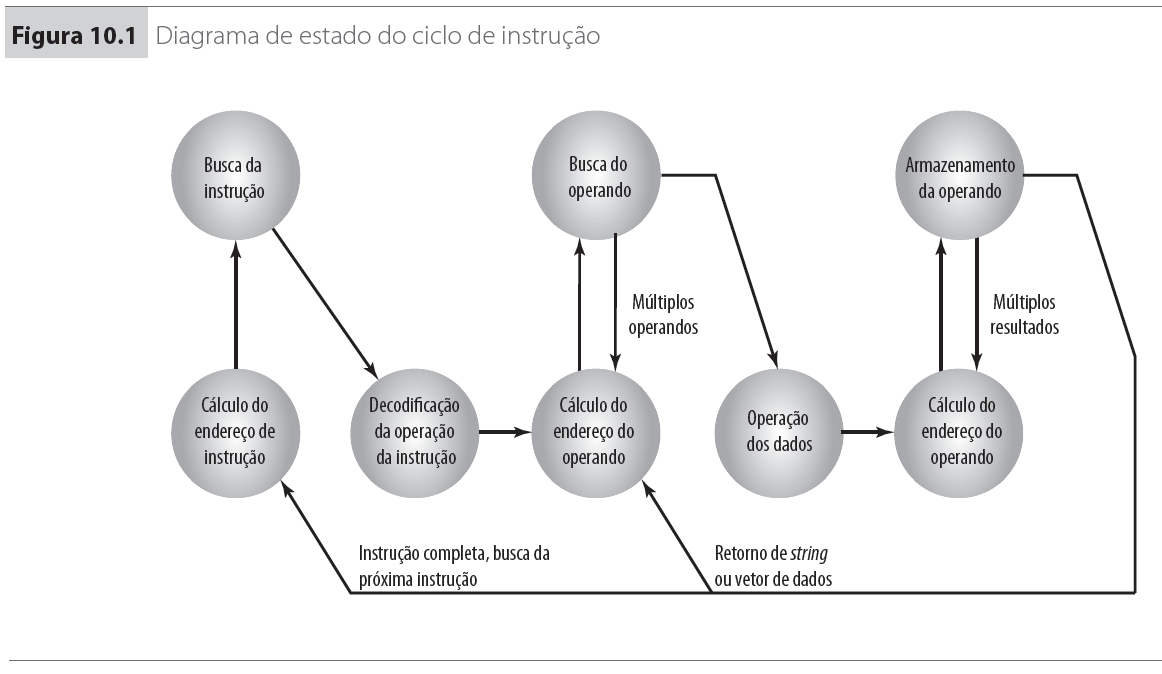 Figura 10.1 Diagrama de estado do ciclo de instrução
Busca da
instrução
Busca do
operando
Armazenamento
da operando
Múltiplos
operandos
Múltiplos
resultados
Cálculo do
endereço de
instrução
Decodificação
da operação
da instrução
Cálculo do
endereço do
operando
Operação
dos dados
Cálculo do
endereço do
operando
Instrução completa, busca da
próxima instrução
Retorno de string
ou vetor de dados